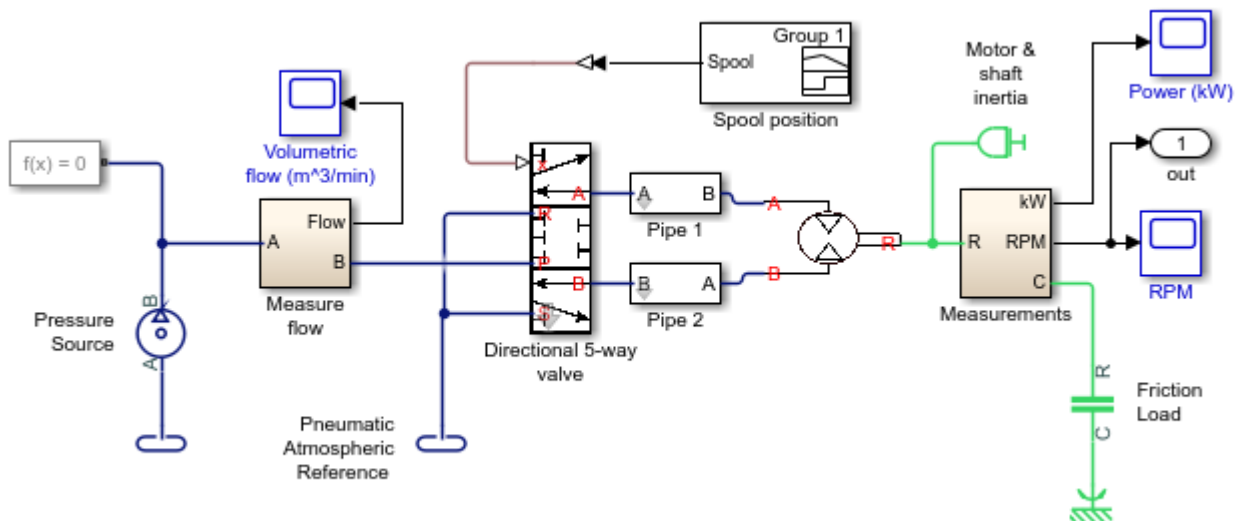 Group 1
Spool
Spool position
Motor &
shaft
inertia
Power (kW)
f(x) = 0
Volumetric
flow (m^3/min)
1
out
A
Flow
B
Measure
flow
X
A
R
P
B
S
Directional 5-way
valve
A
B
Pipe 1
B
A
Pipe 2
A
B
R
R
kW
RPM
C
Measurements
RPM
B
A
Pressure
Source
Pneumatic
Atmospheric
Reference
R
C
Friction
Load